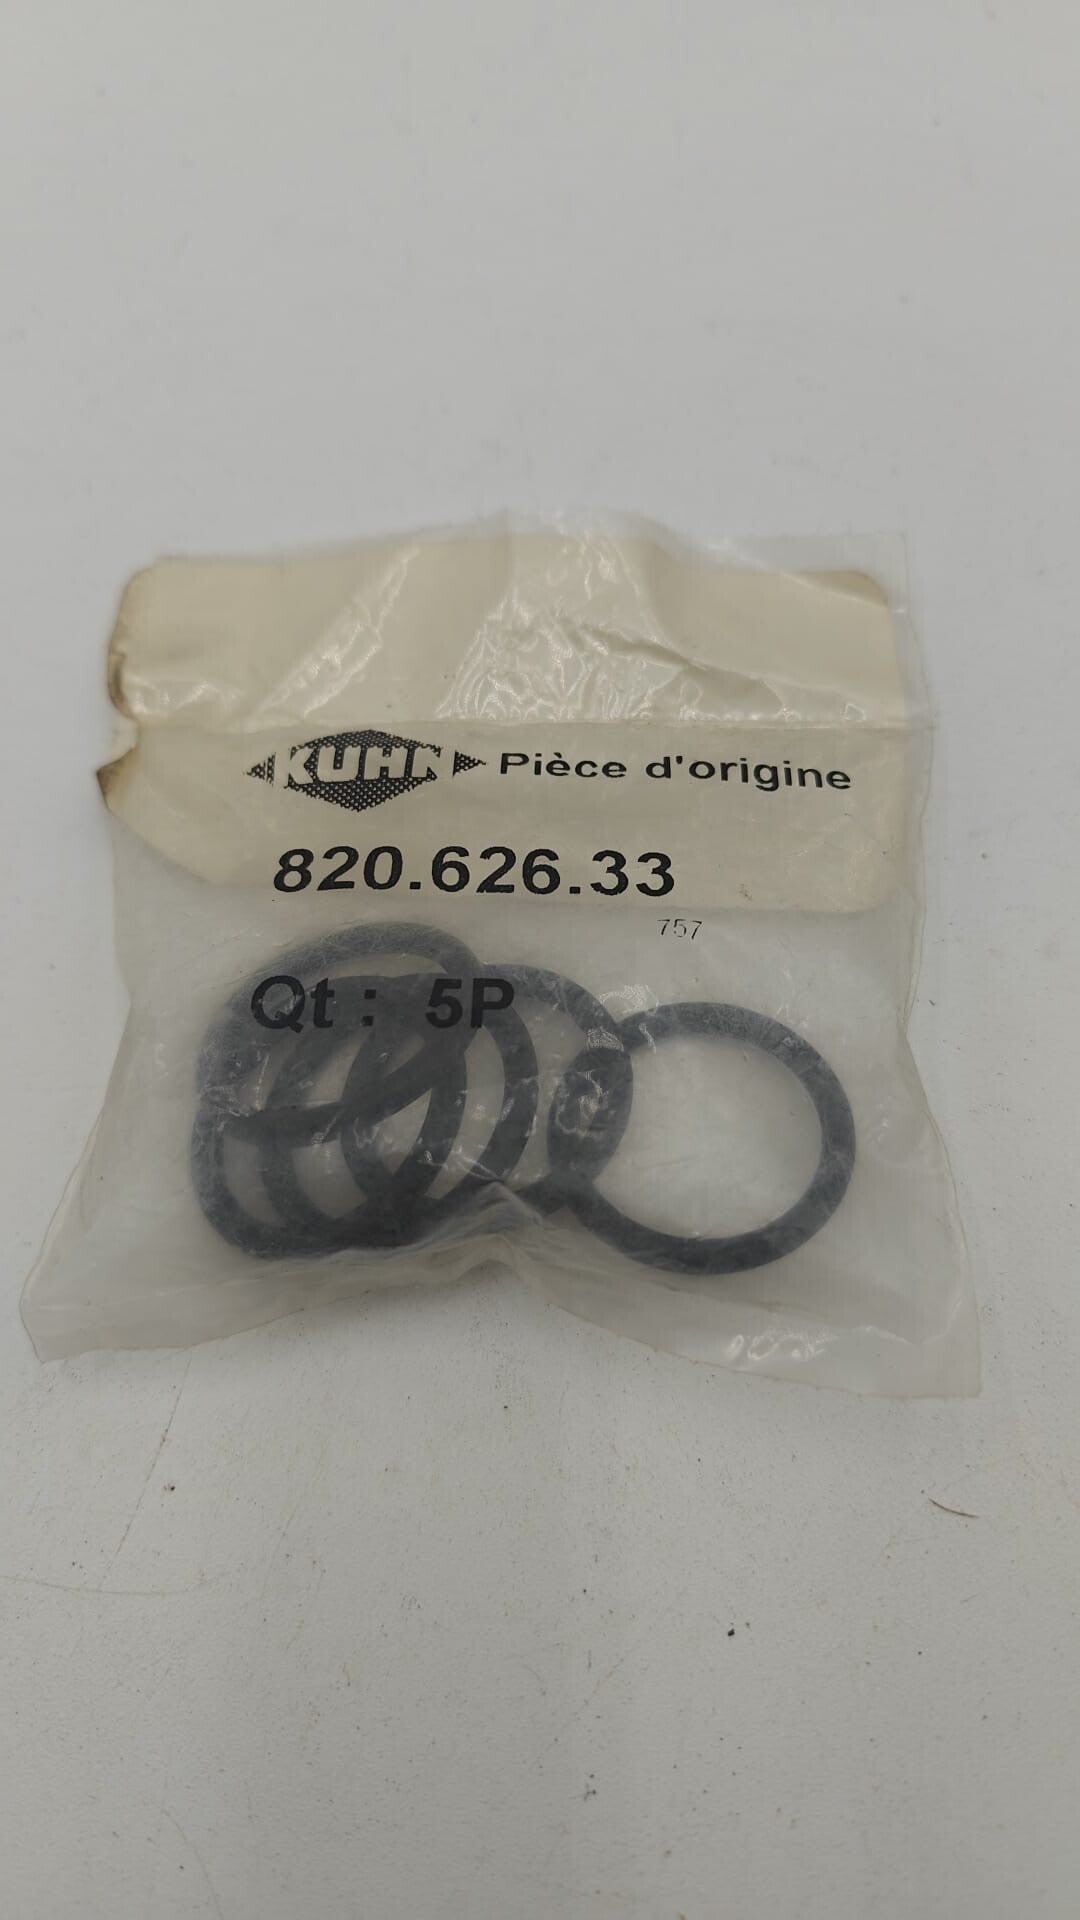 KUHN Pièce d'origine
820.626.33
757
Qt : 5P